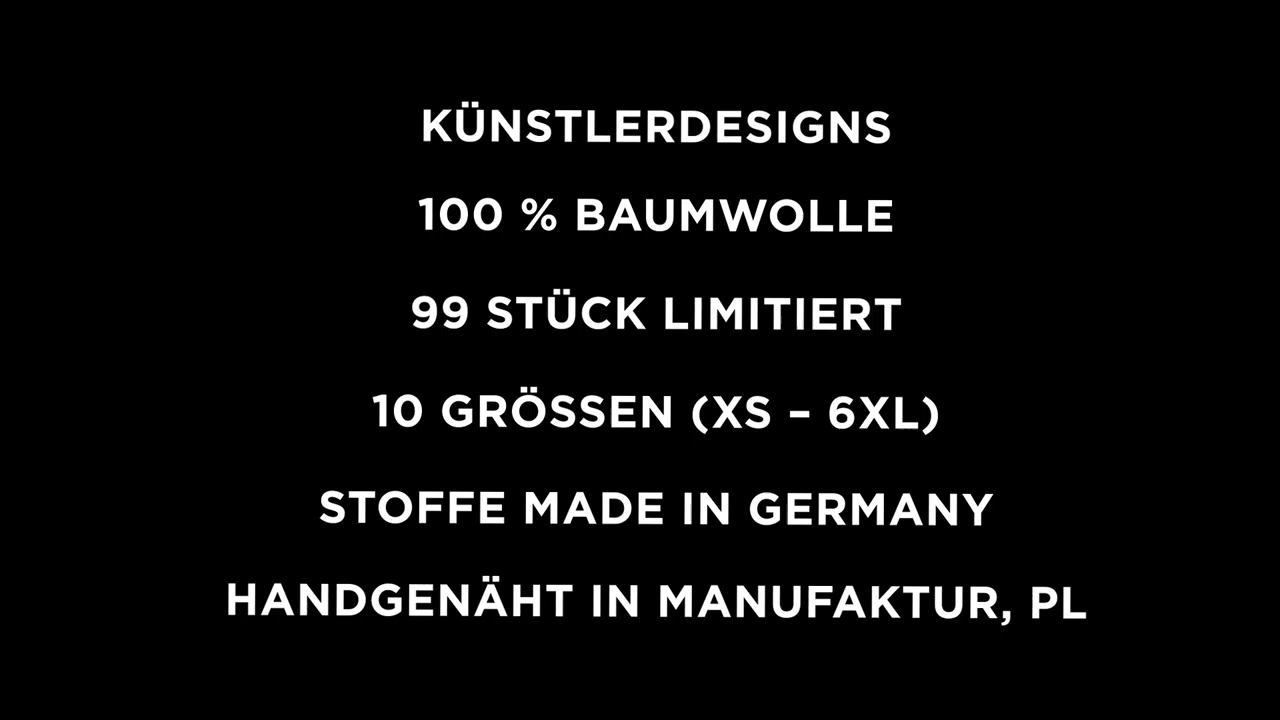 KÜNSTLERDESIGNS
100 % BAUMWOLLE
99 STÜCK LIMITIERT
10 GRÖSSEN (XS – 6XL)
STOFFE MADE IN GERMANY
HANDGENÄHT IN MANUFAKTUR, PL